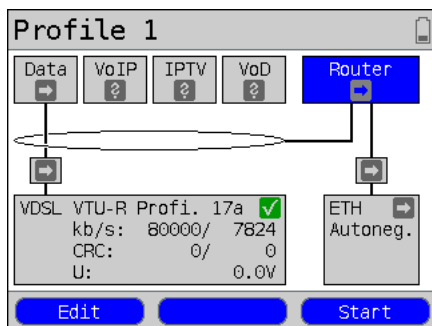 Profile 1
Data VoIP IPTV VoD Router
? ? ?
VDSL VTU-R Profi. 17a ETH
kb/s: 80000/ 7824 Autoneg.
CRC: 0/ 0
U: 0.0V
Edit Start